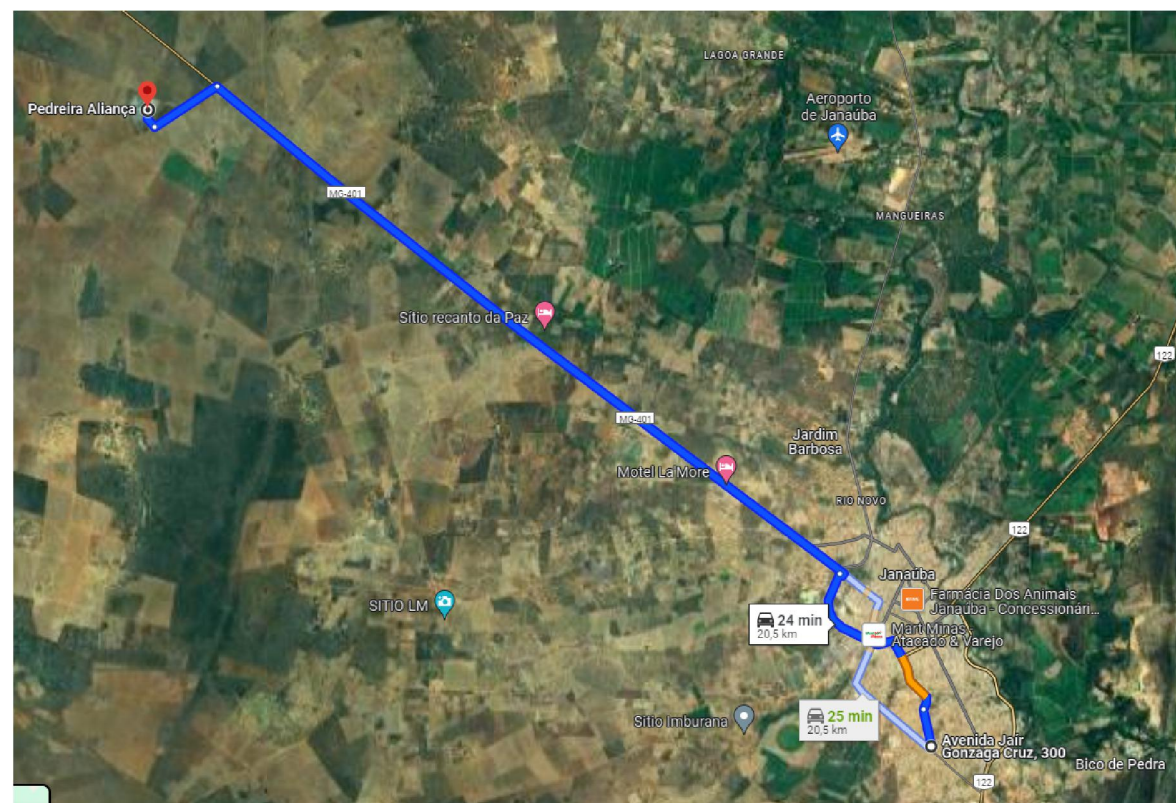 LAGOA GRANDE
Aeroporto
de Janaúba
Pedreira Aliança
MG-401
MANGUEIRAS
Sítio recanto da Paz
122
MG-401
Jardim
Barbosa
Motel La'More
RIO NOVO
122
Janaúba
SITIO LM
Farmácia Dos Animais
Janaúba - Concessionári...
24 min
20,5 km
Mart Minas
Atacado & Varejo
25 min
20,5 km
Sítio Imburana
Avenida Jair
Gonzaga Cruz, 300
Bico de Pedra
122